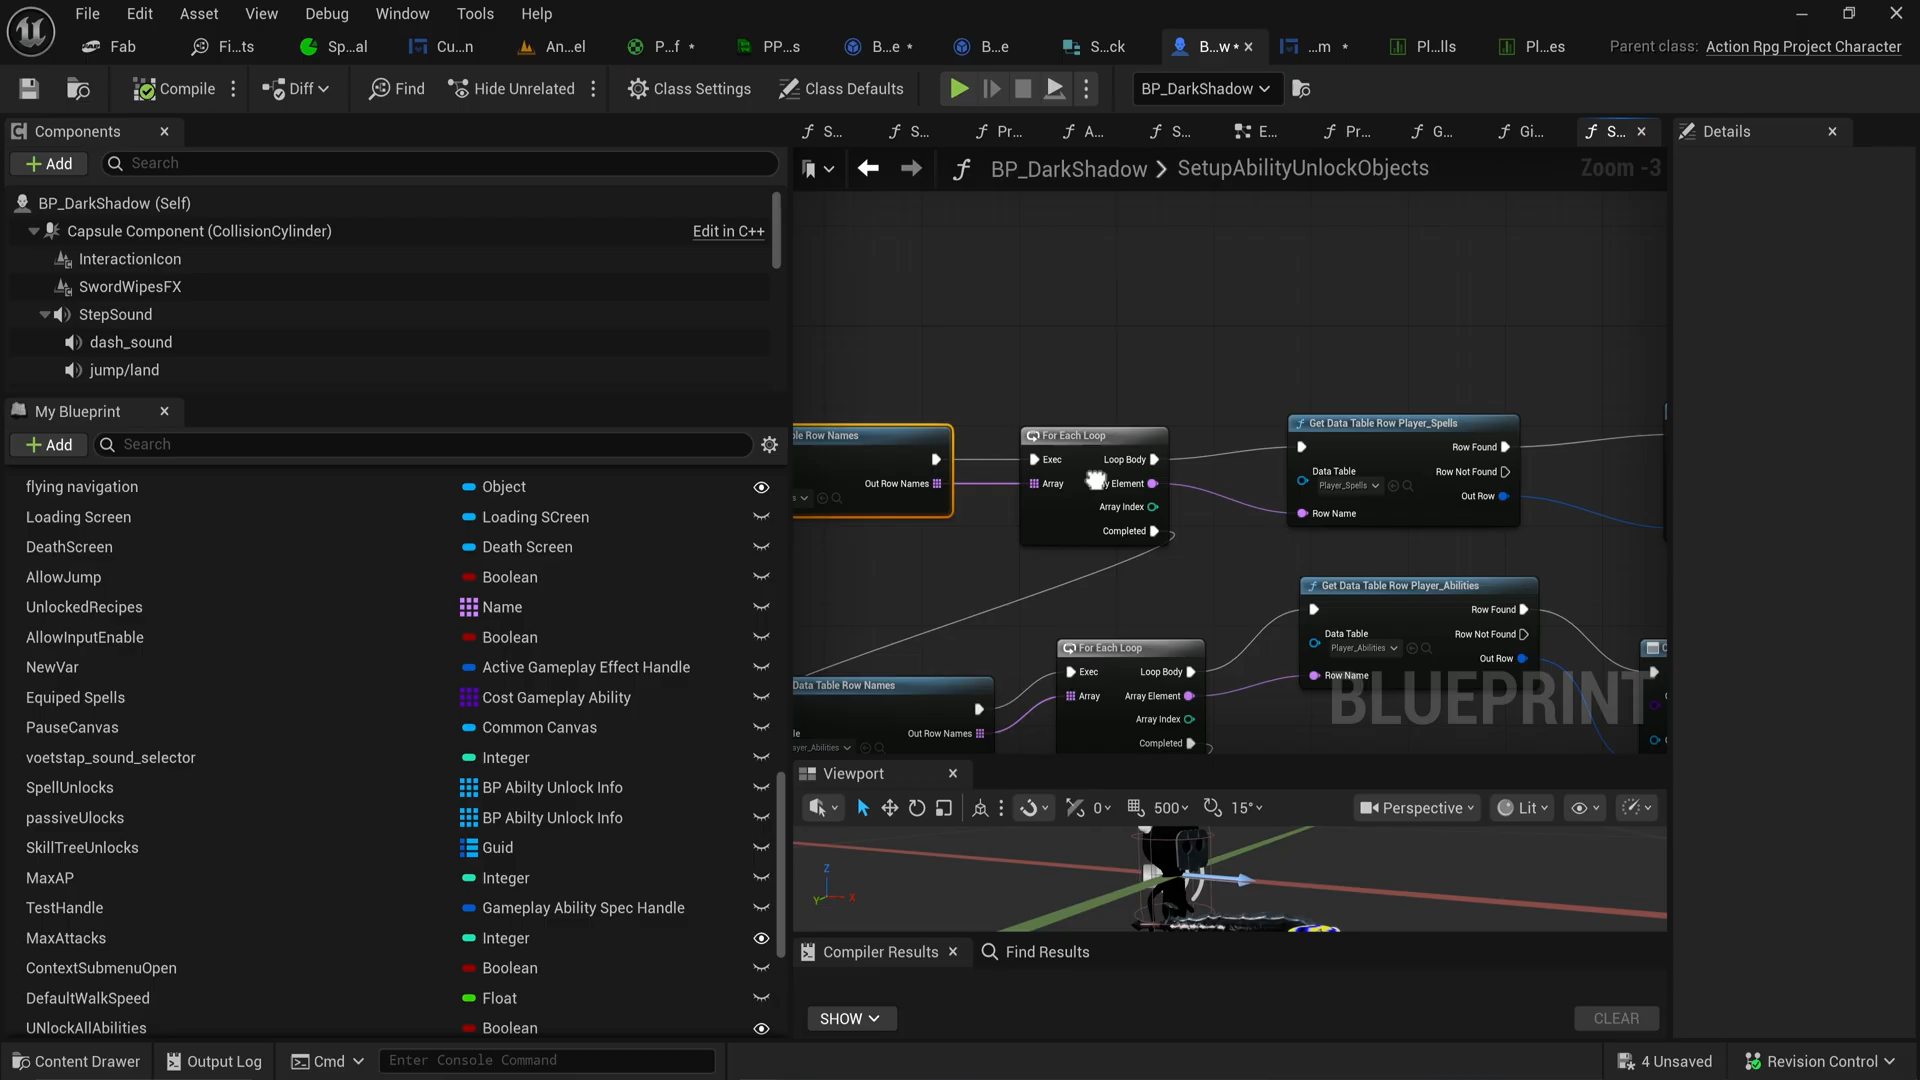 File Edit Asset View Debug Window Tools Help
Fab Fi...ts Sp...al Cu...n An...el P...f * PP...s B...e * B...e S...ck B...w * ...m * Pl...lls Pl...es Parent class: Action Rpg Project Character
Compile Diff Find Hide Unrelated Class Settings Class Defaults BP_DarkShadow
Components
Add Search
BP_DarkShadow (Self)
Capsule Component (CollisionCylinder) Edit in C++
InteractionIcon
SwordWipesFX
StepSound
dash_sound
jump/land
My Blueprint
Add Search
flying navigation Object
Loading Screen Loading SCreen
DeathScreen Death Screen
AllowJump Boolean
UnlockedRecipes Name
AllowInputEnable Boolean
NewVar Active Gameplay Effect Handle
Equiped Spells Cost Gameplay Ability
PauseCanvas Common Canvas
voetstap_sound_selector Integer
SpellUnlocks BP Abilty Unlock Info
passiveUlocks BP Abilty Unlock Info
SkillTreeUnlocks Guid
MaxAP Integer
TestHandle Gameplay Ability Spec Handle
MaxAttacks Integer
ContextSubmenuOpen Boolean
DefaultWalkSpeed Float
UNlockAllAbilities Boolean
S... S... Pr... A... S... E... Pr... G... Gi... S...
BP_DarkShadow > SetupAbilityUnlockObjects Zoom -3
ble Row Names
Out Row Names
For Each Loop
Exec Loop Body
Array y Element
Array Index
Completed
Get Data Table Row Player_Spells
Row Found
Data Table Row Not Found
Player_Spells
Out Row
Row Name
Get Data Table Row Player_Abilities
Row Found
Data Table Row Not Found
Player_Abilities
Out Row
Row Name
For Each Loop
Exec Loop Body
Array Array Element
Array Index
Completed
Data Table Row Names
Out Row Names
ayer_Abilities
BLUEPRINT
Viewport
0 500 15° Perspective Lit
Z
Y X
Compiler Results Find Results
SHOW CLEAR
Details
Content Drawer Output Log Cmd Enter Console Command 4 Unsaved Revision Control